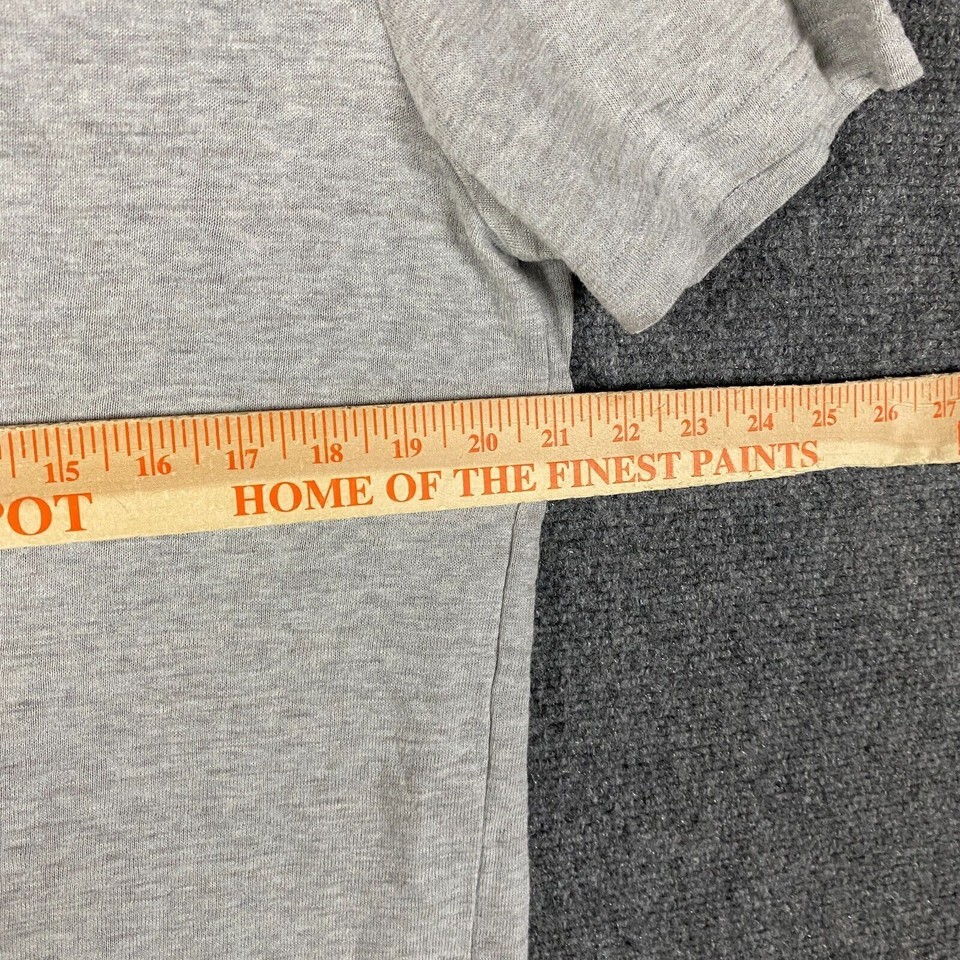 15 16 17 18 19 20 21 22 23 24 25 26 27
POT HOME OF THE FINEST PAINTS